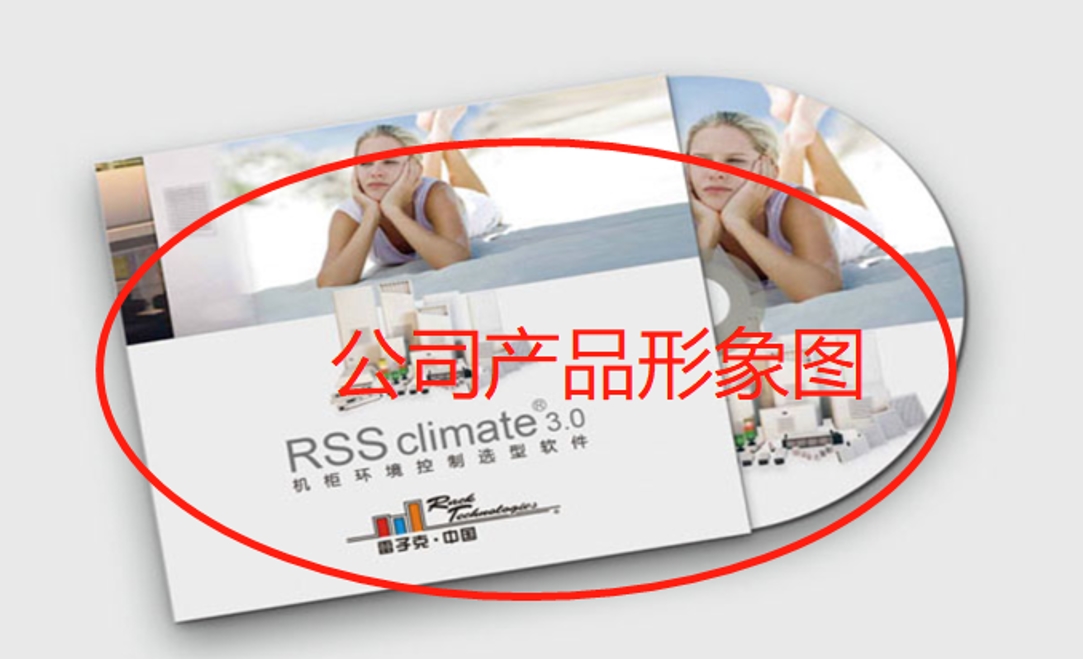 公司产品形象图
RSS climate® 3.0
机柜环境控制选型软件
Rack
Technologies
雷子克·中国